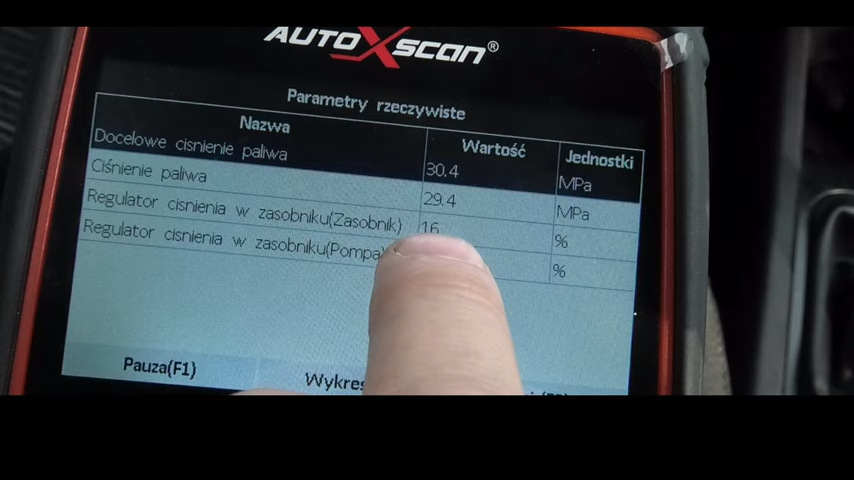 AUTOXSCAN®
Parametry rzeczywiste
Nazwa Wartość Jednostki
Docelowe cisnienie paliwa 30.4 MPa
Ciśnienie paliwa 29.4 MPa
Regulator cisnienia w zasobniku(Zasobnik) 16 %
Regulator cisnienia w zasobniku(Pompa) %
Pauza(F1)